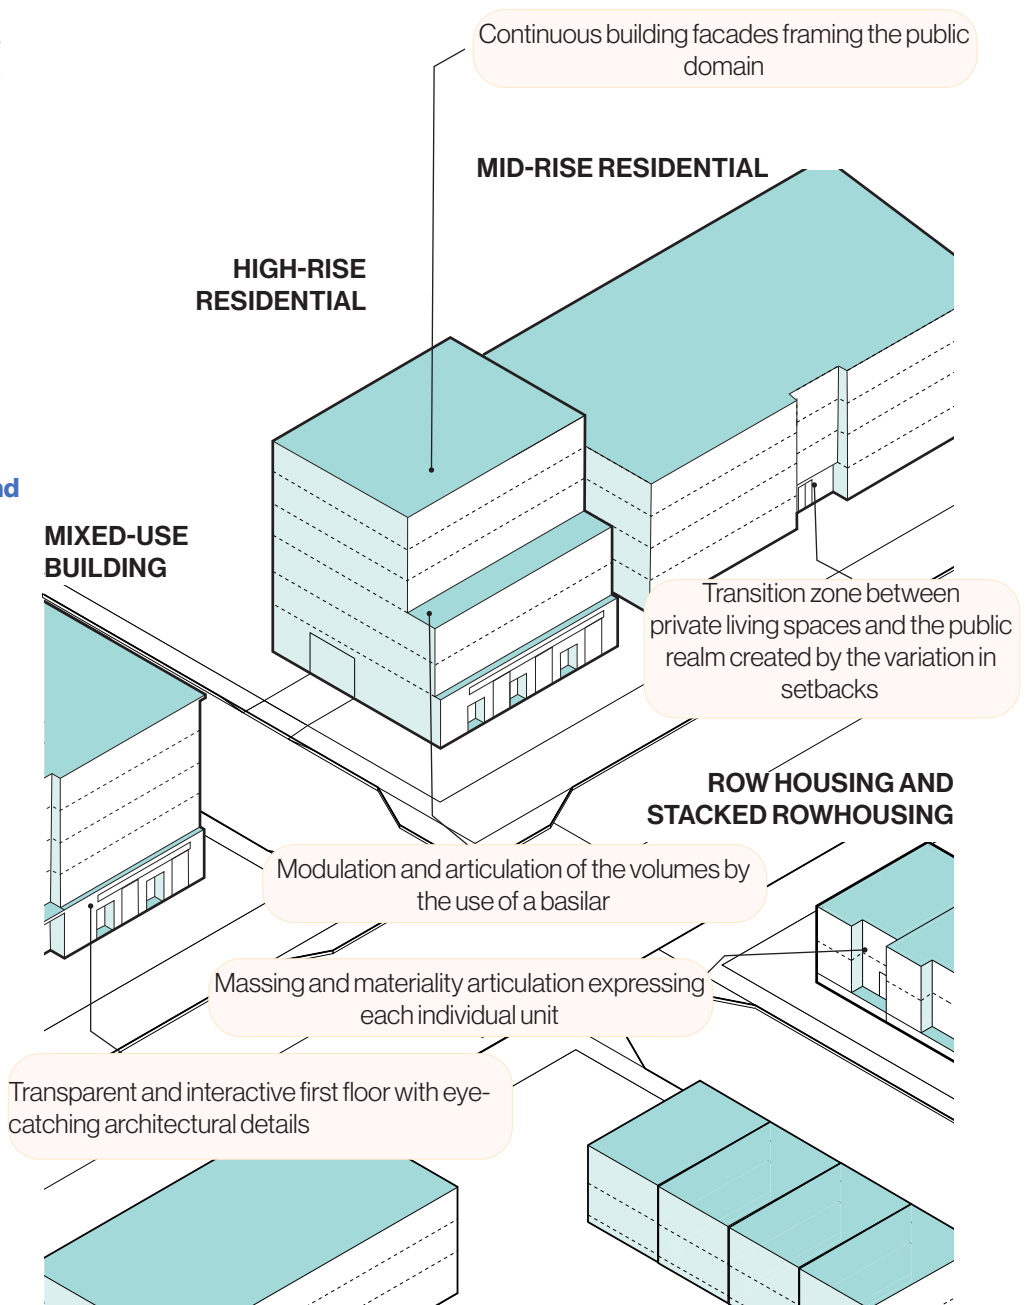 Continuous building facades framing the public
domain
MID-RISE RESIDENTIAL
HIGH-RISE
RESIDENTIAL
MIXED-USE
BUILDING
Transition zone between
private living spaces and the public
realm created by the variation in
setbacks
ROW HOUSING AND
STACKED ROWHOUSING
Modulation and articulation of the volumes by
the use of a basilar
Massing and materiality articulation expressing
each individual unit
Transparent and interactive first floor with eye-
catching architectural details